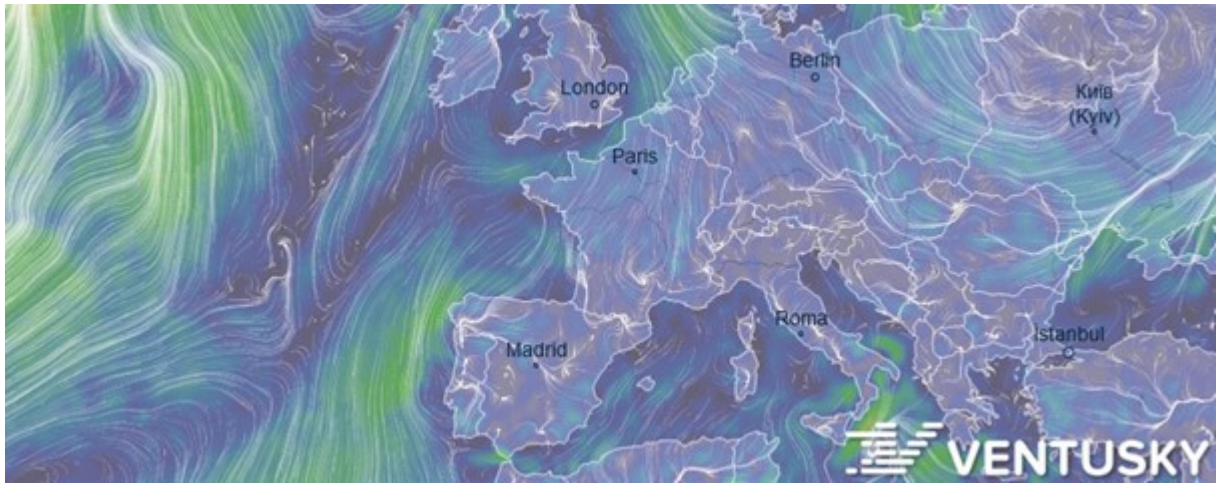 Berlin
London
Київ
(Kyiv)
Paris
Roma
Istanbul
Madrid
VENTUSKY